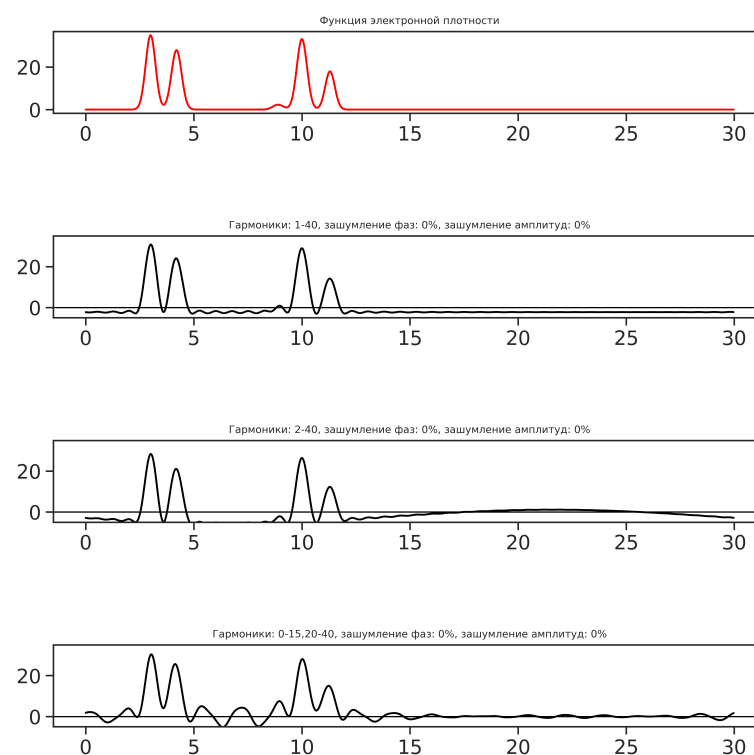 Функция электронной плотности
20
0
0 5 10 15 20 25 30
Гармоники: 1-40, зашумление фаз: 0%, зашумление амплитуд: 0%
20
0
0 5 10 15 20 25 30
Гармоники: 2-40, зашумление фаз: 0%, зашумление амплитуд: 0%
20
0
0 5 10 15 20 25 30
Гармоники: 0-15,20-40, зашумление фаз: 0%, зашумление амплитуд: 0%
20
0
0 5 10 15 20 25 30